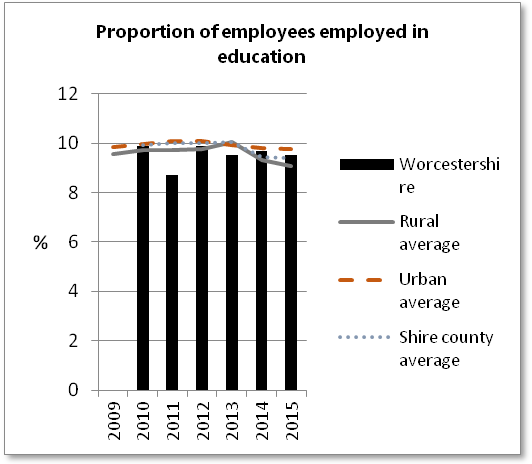 Proportion of employees employed in
education
12
10
8
6
4
2
0
%
2009
2010
2011
2012
2013
2014
2015
Worcestershi
re
Rural
average
Urban
average
Shire county
average